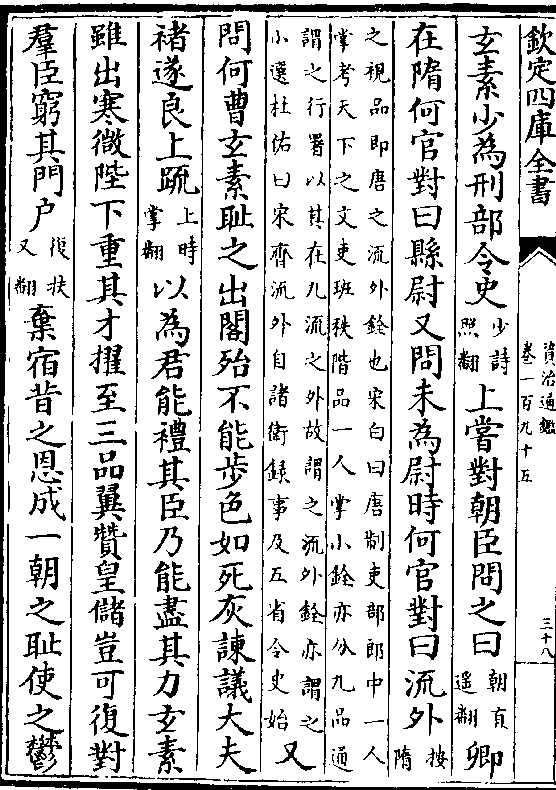 欽定四庫全書
資治通鑑
卷一百九十五
三十八
玄素少為刑部令史少詩照翻上嘗對朝臣問之曰朝直遙翻卿
在隋何官對曰縣尉又問未為尉時何官對曰流外按隋
之視品即唐之流外銓也宋白曰唐制吏部郎中一人
掌考天下之文吏班秩階品一人掌小銓亦分九品通
謂之行署以其在九流之外故謂之流外銓亦謂之
小選杜佑曰宋齊流外自諸衛録事及五省令史始又
問何曹玄素耻之出閤殆不能步色如死灰諫議大夫
褚遂良上疏上時掌翻以為君能禮其臣乃能盡其力玄素
雖出寒微陛下重其才擢至三品翼贊皇儲豈可復對
羣臣窮其門户復扶又翻棄宿昔之恩成一朝之耻使之鬱